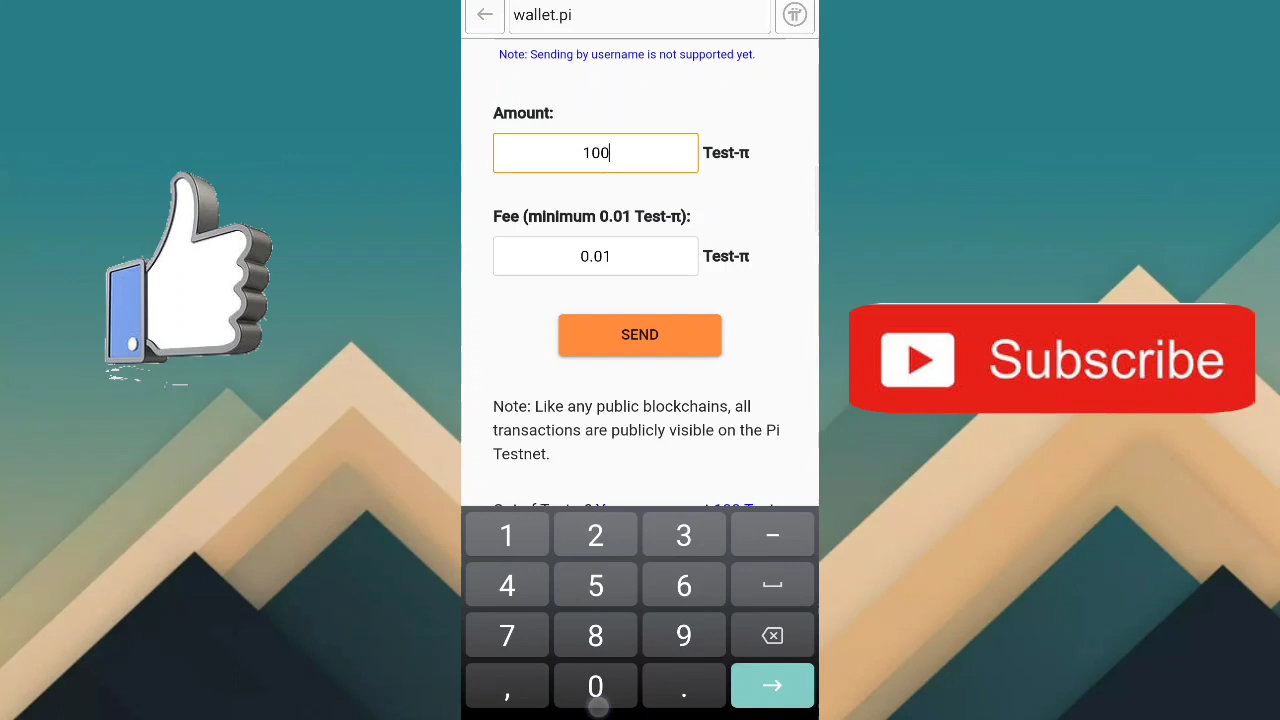 wallet.pi
Note: Sending by username is not supported yet.
Amount:
100 Test-π
Fee (minimum 0.01 Test-π):
0.01 Test-π
SEND
Note: Like any public blockchains, all
transactions are publicly visible on the Pi
Testnet.
Subscribe
1 2 3 -
4 5 6
7 8 9
, 0 .